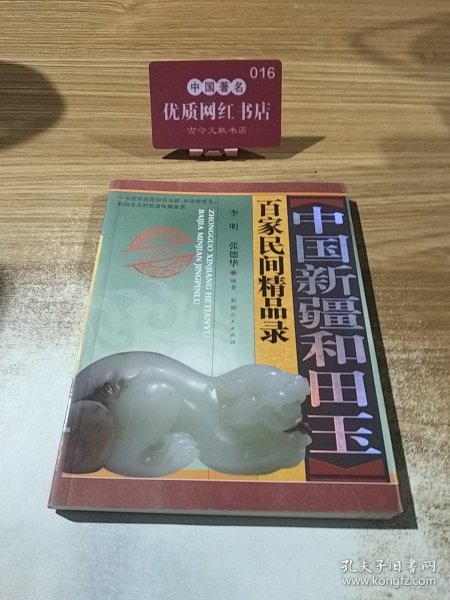 016
中国著名
优质网红书店
古今文献书店
中国新疆和田玉
百家民间精品录
ZHONGGUO XINJIANG HETIANYU
BAIJIA MINJIAN JINGPINLU
李明 张德华 编著
新疆人民出版社
孔夫子旧书网
www.kongfz.com